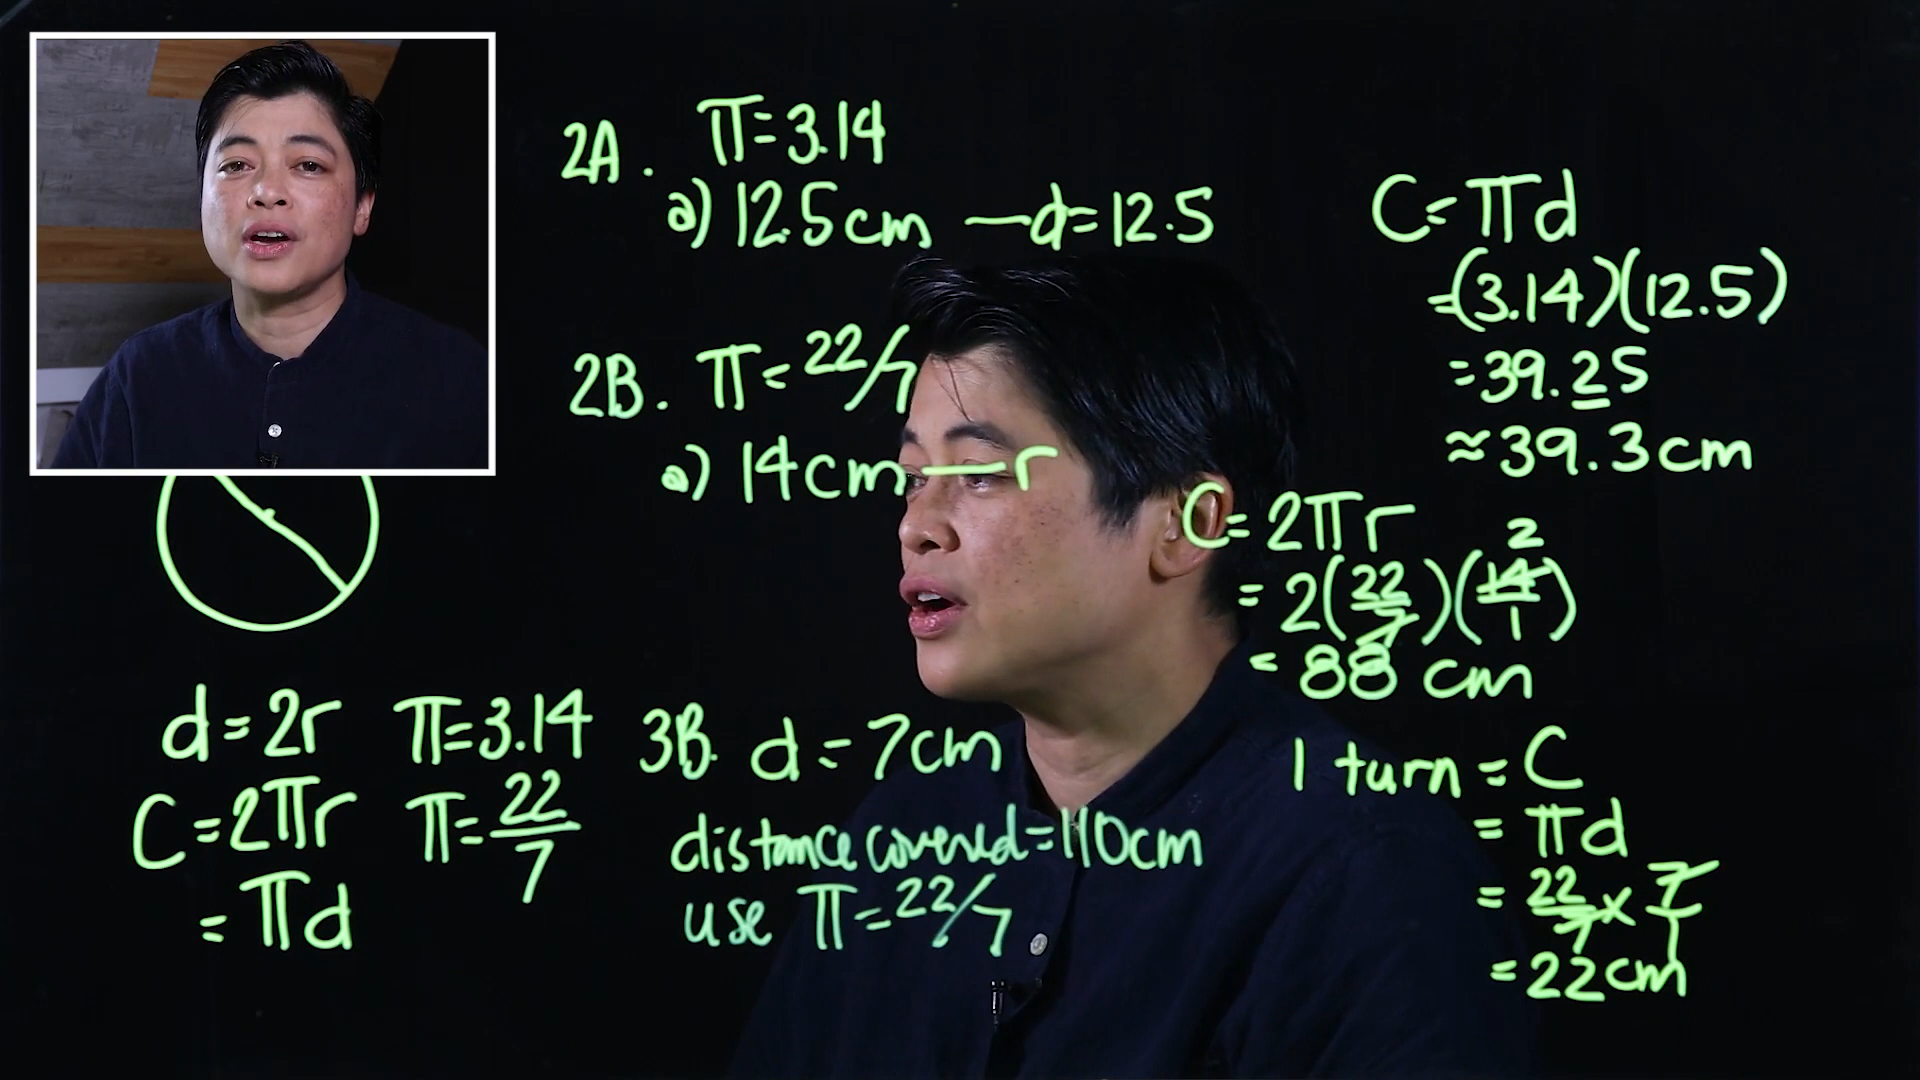 2A. π=3.14
a) 12.5cm —d=12.5
C=πd
=(3.14)(12.5)
=39.25
≈39.3cm
2B. π=22/7
a) 14cm—r
C=2πr
2
=2(22/7)(14/1)
=88 cm
d=2r
C=2πr
=πd
π=3.14
π=22/7
3B. d=7cm
distance covered=110cm
use π=22/7
1 turn=C
=πd
=22/7x7/1
=22cm